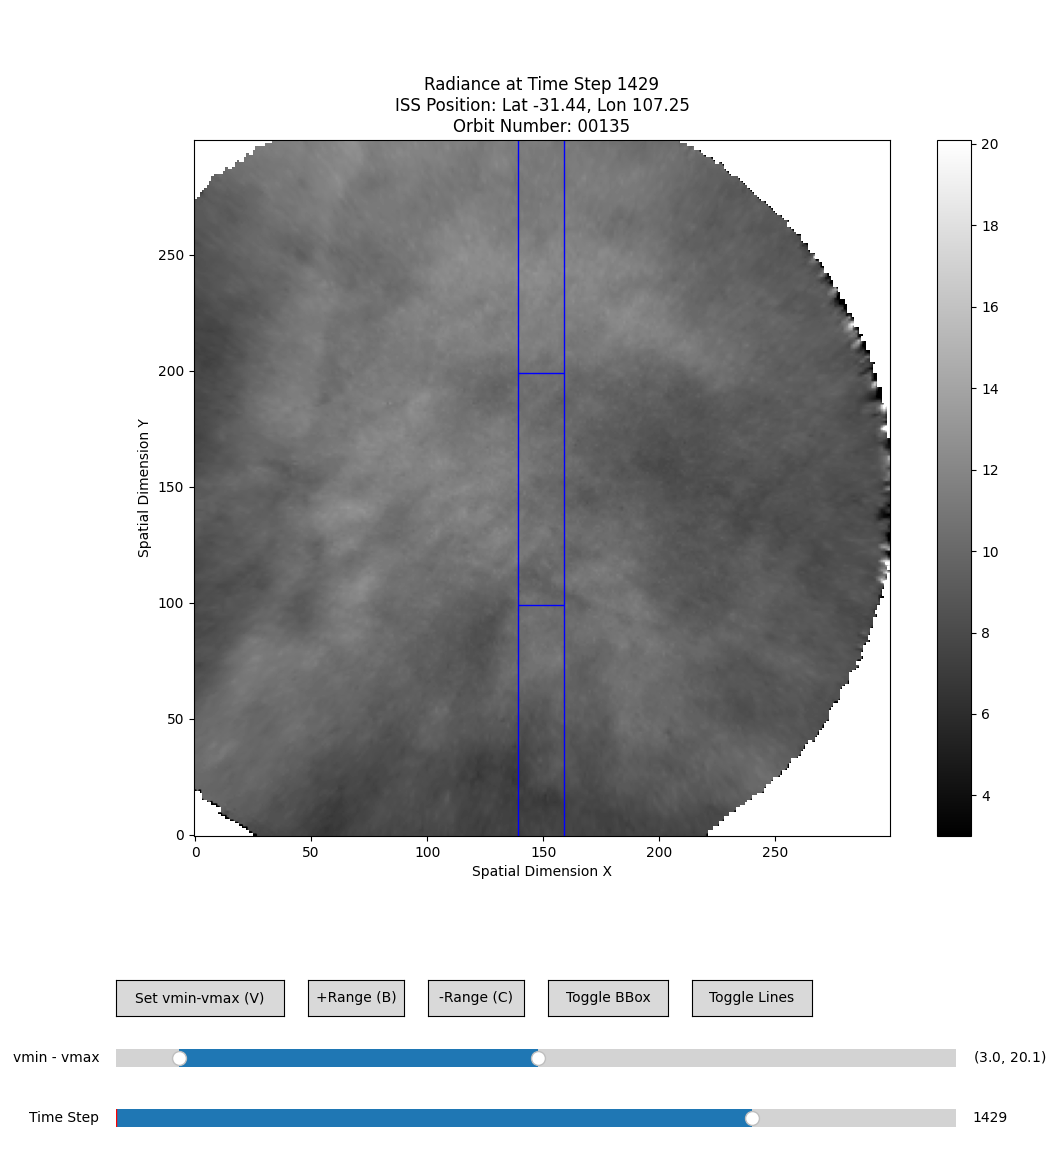 Radiance at Time Step 1429
ISS Position: Lat -31.44, Lon 107.25
Orbit Number: 00135
Spatial Dimension Y
250
200
150
100
50
0
0 50 100 150 200 250
Spatial Dimension X
20
18
16
14
12
10
8
6
4
Set vmin-vmax (V) +Range (B) -Range (C) Toggle BBox Toggle Lines
vmin - vmax (3.0, 20.1)
Time Step 1429